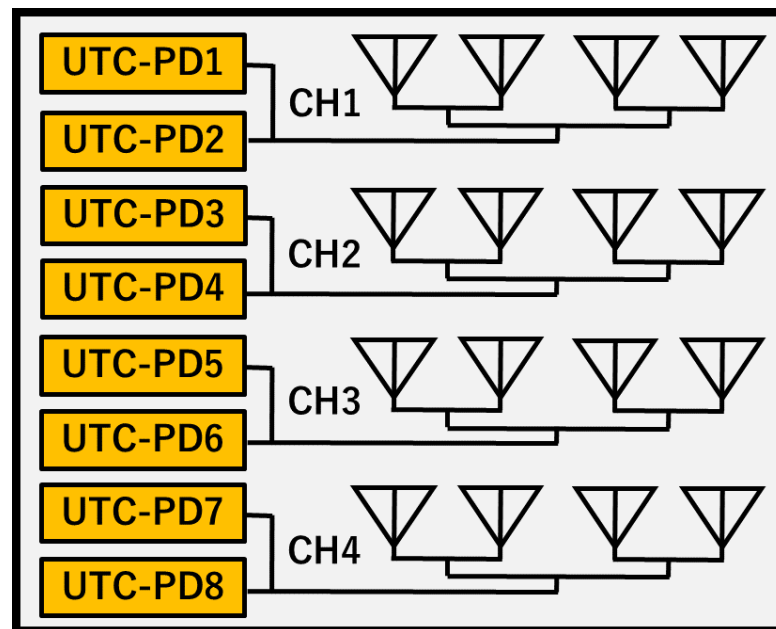 UTC-PD1
CH1
UTC-PD2
UTC-PD3
CH2
UTC-PD4
UTC-PD5
CH3
UTC-PD6
UTC-PD7
CH4
UTC-PD8